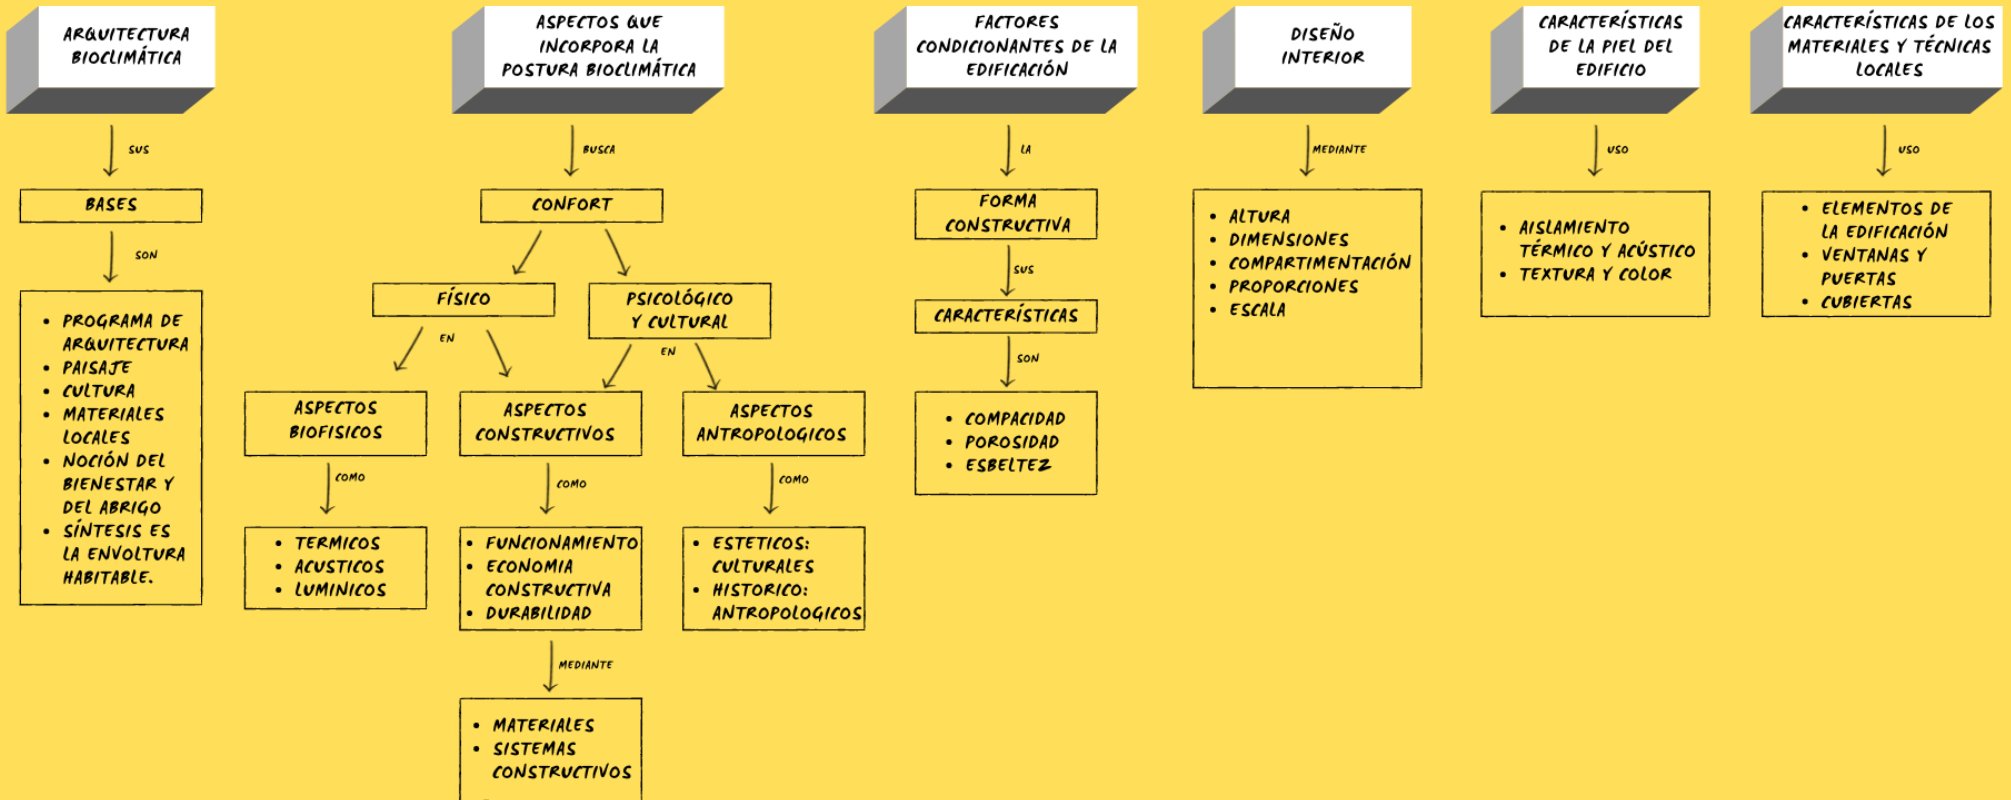 ARQUITECTURA
BIOCLIMÁTICA
SUS
BASES
SON
• PROGRAMA DE
ARQUITECTURA
• PAISAJE
• CULTURA
• MATERIALES
LOCALES
• NOCIÓN DEL
BIENESTAR Y
DEL ABRIGO
• SÍNTESIS ES
LA ENVOLTURA
HABITABLE.
ASPECTOS QUE
INCORPORA LA
POSTURA BIOCLIMÁTICA
BUSCA
CONFORT
FÍSICO
PSICOLÓGICO
Y CULTURAL
EN
EN
ASPECTOS
BIOFISICOS
ASPECTOS
CONSTRUCTIVOS
ASPECTOS
ANTROPOLOGICOS
COMO
COMO
COMO
• TERMICOS
• ACUSTICOS
• LUMINICOS
• FUNCIONAMIENTO
• ECONOMIA
CONSTRUCTIVA
• DURABILIDAD
• ESTETICOS:
CULTURALES
• HISTORICO:
ANTROPOLOGICOS
MEDIANTE
• MATERIALES
• SISTEMAS
CONSTRUCTIVOS
FACTORES
CONDICIONANTES DE LA
EDIFICACIÓN
LA
FORMA
CONSTRUCTIVA
SUS
CARACTERÍSTICAS
SON
• COMPACIDAD
• POROSIDAD
• ESBELTEZ
DISEÑO
INTERIOR
MEDIANTE
• ALTURA
• DIMENSIONES
• COMPARTIMENTACIÓN
• PROPORCIONES
• ESCALA
CARACTERÍSTICAS
DE LA PIEL DEL
EDIFICIO
USO
• AISLAMIENTO
TÉRMICO Y ACÚSTICO
• TEXTURA Y COLOR
CARACTERÍSTICAS DE LOS
MATERIALES Y TÉCNICAS
LOCALES
USO
• ELEMENTOS DE
LA EDIFICACIÓN
• VENTANAS Y
PUERTAS
• CUBIERTAS